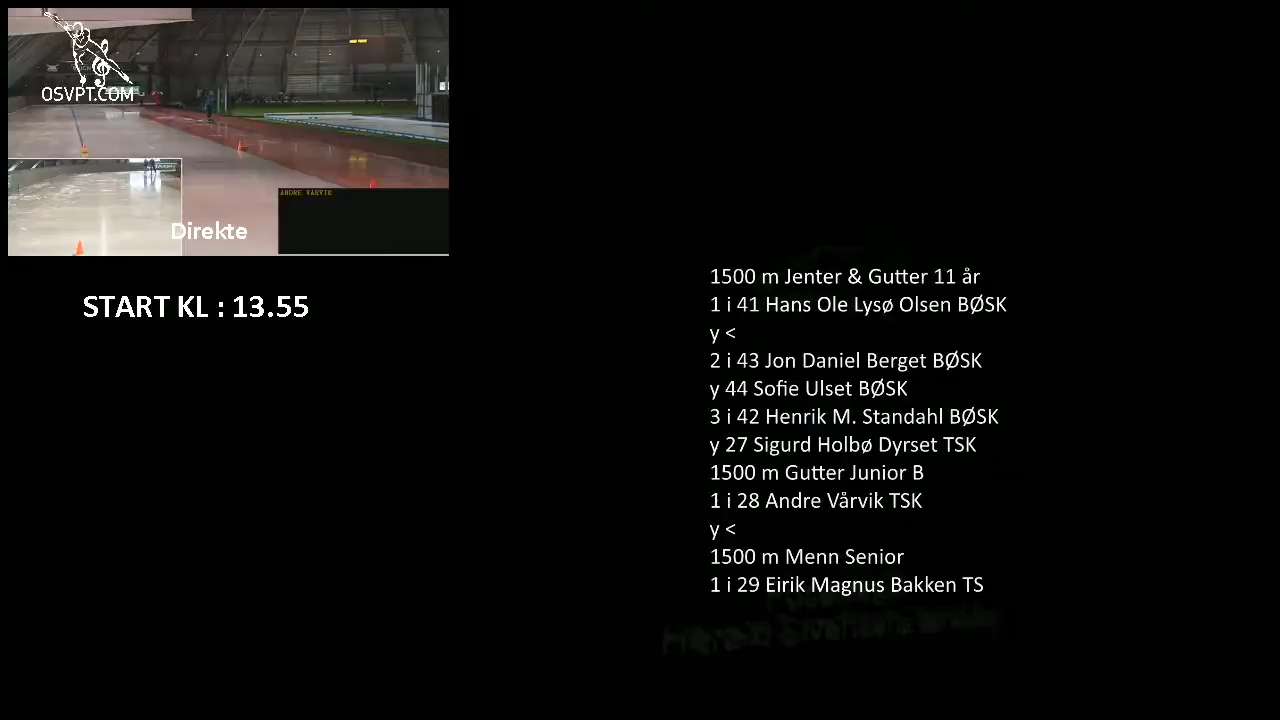 OSVPT.COM
ANDRE VARVIK
Direkte
START KL : 13.55
1500 m Jenter & Gutter 11 år
1 i 41 Hans Ole Lysø Olsen BØSK
y <
2 i 43 Jon Daniel Berget BØSK
y 44 Sofie Ulset BØSK
3 i 42 Henrik M. Standahl BØSK
y 27 Sigurd Holbø Dyrset TSK
1500 m Gutter Junior B
1 i 28 Andre Vårvik TSK
y <
1500 m Menn Senior
1 i 29 Eirik Magnus Bakken TS